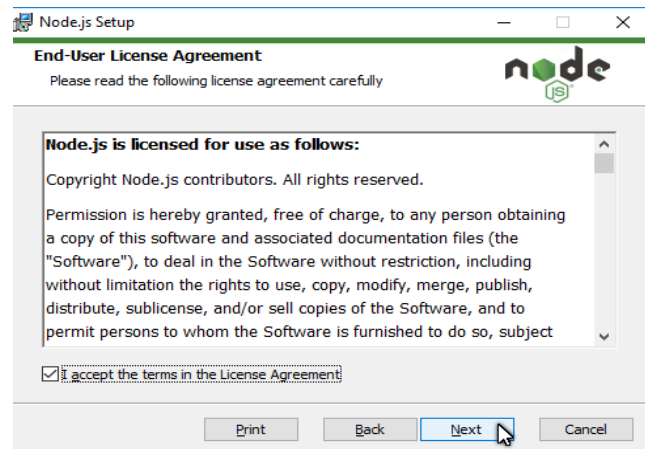 Node.js Setup
End-User License Agreement
Please read the following license agreement carefully
node
JS
Node.js is licensed for use as follows:
Copyright Node.js contributors. All rights reserved.
Permission is hereby granted, free of charge, to any person obtaining
a copy of this software and associated documentation files (the
"Software"), to deal in the Software without restriction, including
without limitation the rights to use, copy, modify, merge, publish,
distribute, sublicense, and/or sell copies of the Software, and to
permit persons to whom the Software is furnished to do so, subject
I accept the terms in the License Agreement
Print Back Next Cancel